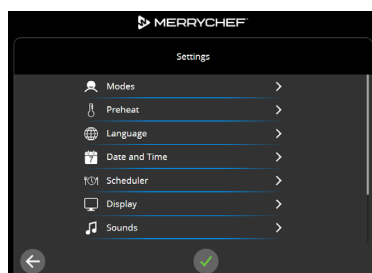 MERRYCHEF
Settings
Modes
Preheat
Language
Date and Time
Scheduler
Display
Sounds